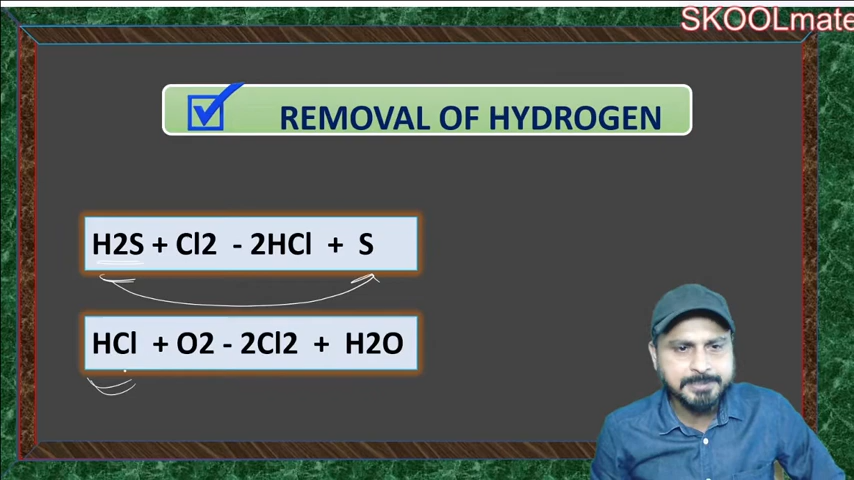 SKOOLmate
REMOVAL OF HYDROGEN
H2S + Cl2 - 2HCl + S
HCl + O2 - 2Cl2 + H2O